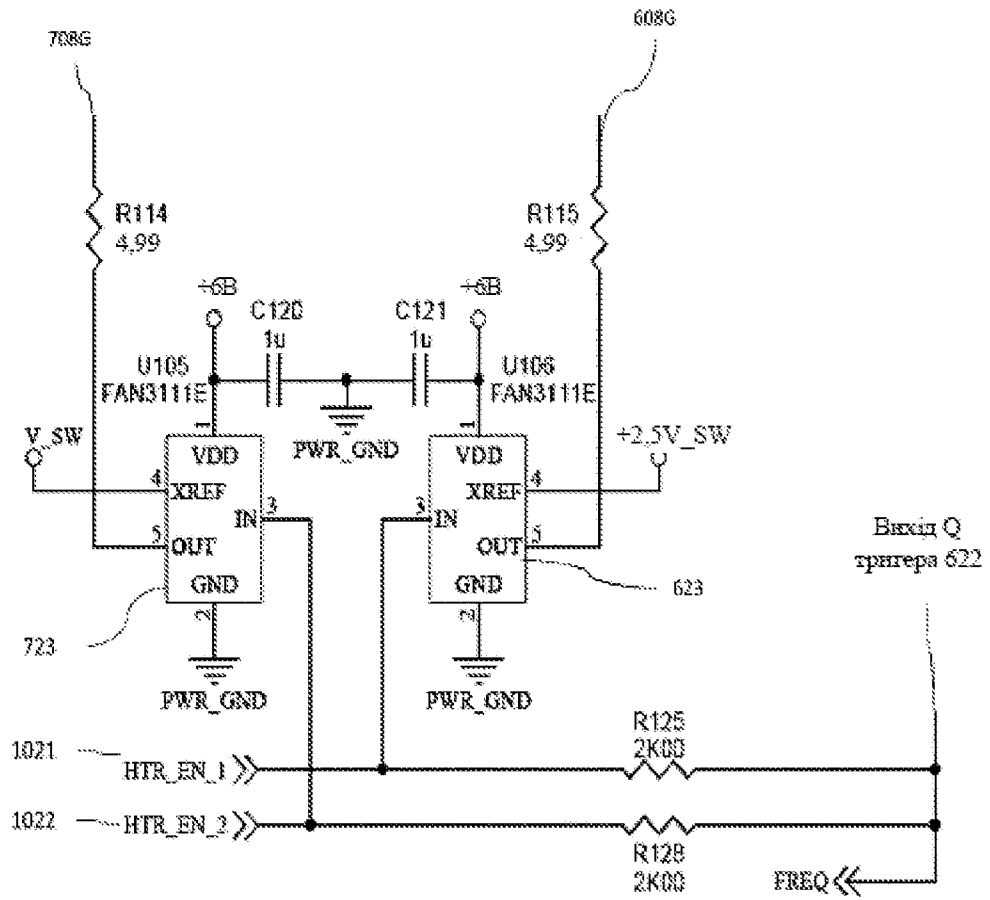 708G
608G
R114
4,99
R115
4,99
+6В
C120
1u
C121
1u
+6В
U105
FAN3111E
U106
FAN3111E
PWR_GND
V_SW
+2,5V_SW
1
VDD
4
XREF
3
IN
5
OUT
GND
2
1
VDD
4
XREF
3
IN
5
OUT
GND
2
Вихід Q
тригера 622
723
623
PWR_GND
PWR_GND
R125
2K00
1021
HTR_EN_1
1022
HTR_EN_2
R128
2K00
FREQ